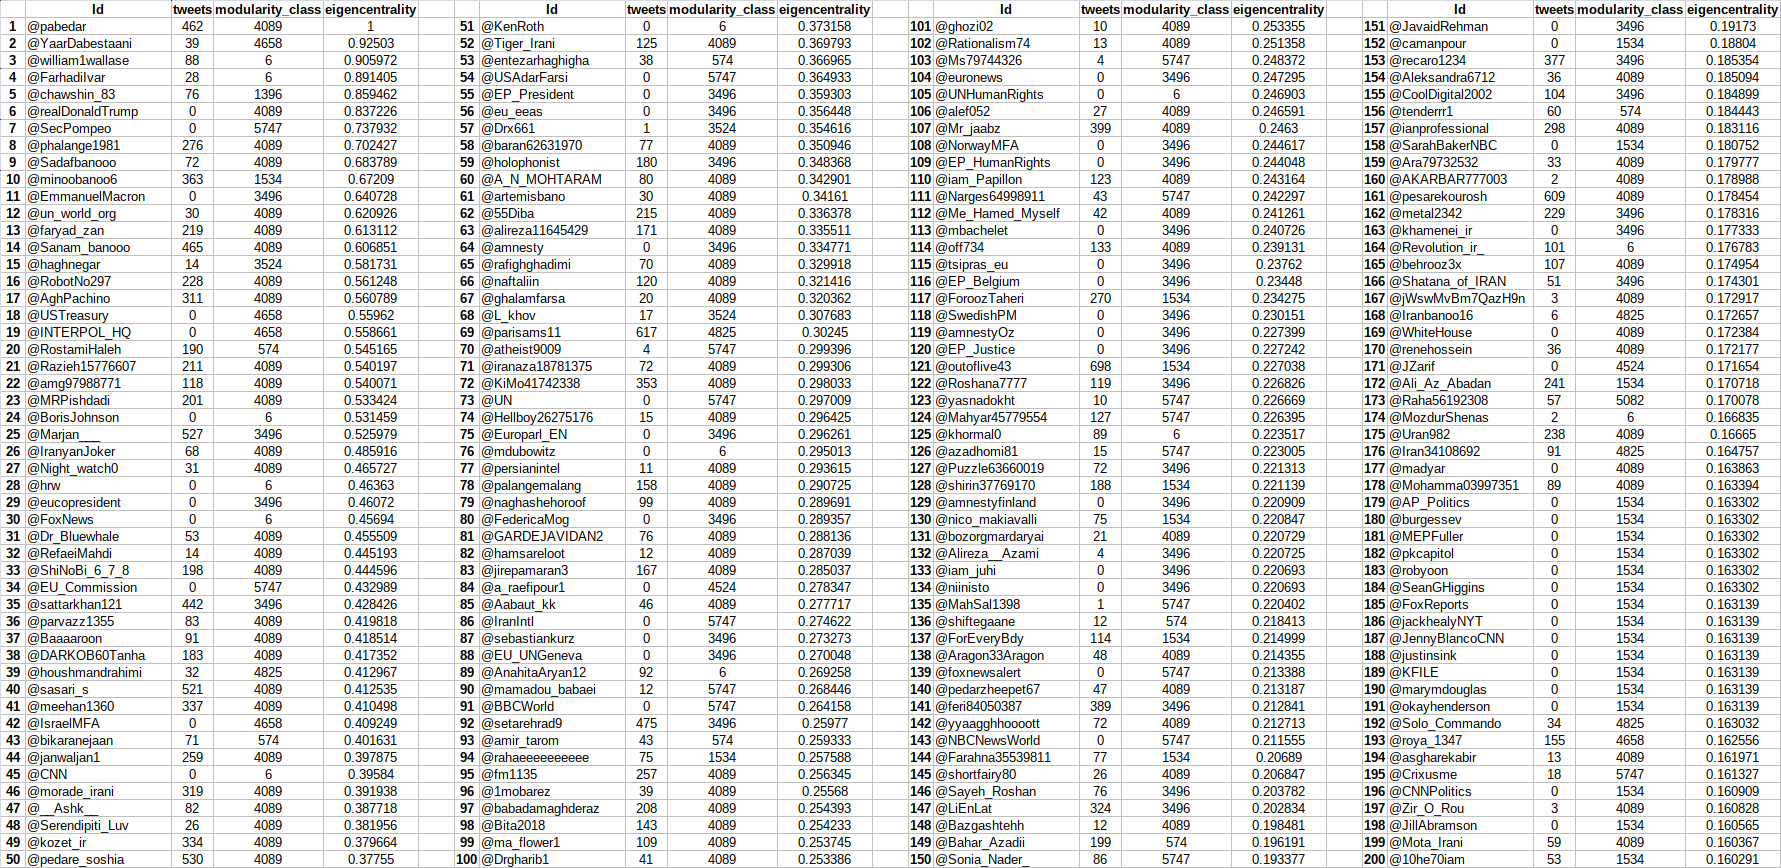 Id tweets modularity_class eigencentrality Id tweets modularity_class eigencentrality Id tweets modularity_class eigencentrality Id tweets modularity_class eigencentrality
1 @pabedar 462 4089 1 51 @KenRoth 0 6 0.373158 101 @ghozi02 10 4089 0.253355 151 @JavaidRehman 0 3496 0.19173
2 @YaarDabestaani 39 4658 0.92503 52 @Tiger_Irani 125 4089 0.369793 102 @Rationalism74 13 4089 0.251358 152 @camanpour 0 1534 0.18804
3 @william1wallase 88 6 0.905972 53 @entezarhaghigha 38 574 0.366965 103 @Ms79744326 4 5747 0.248372 153 @recaro1234 377 3496 0.185354
4 @FarhadiIvar 28 6 0.891405 54 @USAdarFarsi 0 5747 0.364933 104 @euronews 0 3496 0.247295 154 @Aleksandra6712 36 4089 0.185094
5 @chawshin_83 76 1396 0.859462 55 @EP_President 0 3496 0.359303 105 @UNHumanRights 0 6 0.246903 155 @CoolDigital2002 104 3496 0.184899
6 @realDonaldTrump 0 4089 0.837226 56 @eu_eeas 0 3496 0.356448 106 @alef052 27 4089 0.246591 156 @tenderrr1 60 574 0.184443
7 @SecPompeo 0 5747 0.737932 57 @Drx661 1 3524 0.354616 107 @Mr_jaabz 399 4089 0.2463 157 @ianprofessional 298 4089 0.183116
8 @phalange1981 276 4089 0.702427 58 @baran62631970 77 4089 0.350946 108 @NorwayMFA 0 3496 0.244617 158 @SarahBakerNBC 0 1534 0.180752
9 @Sadafbanooo 72 4089 0.683789 59 @holophonist 180 3496 0.348368 109 @EP_HumanRights 0 3496 0.244048 159 @Ara79732532 33 4089 0.179777
10 @minoobanoo6 363 1534 0.67209 60 @A_N_MOHTARAM 80 4089 0.342901 110 @iam_Papillon 123 4089 0.243164 160 @AKARBAR777003 2 4089 0.178988
11 @EmmanuelMacron 0 3496 0.640728 61 @artemisbano 30 4089 0.34161 111 @Narges64998911 43 5747 0.242297 161 @pesarekourosh 609 4089 0.178454
12 @un_world_org 30 4089 0.620926 62 @55Diba 215 4089 0.336378 112 @Me_Hamed_Myself 42 4089 0.241261 162 @metal2342 229 3496 0.178316
13 @faryad_zan 219 4089 0.613112 63 @alireza11645429 171 4089 0.335511 113 @mbachelet 0 3496 0.240726 163 @khamenei_ir 0 3496 0.177333
14 @Sanam_banooo 465 4089 0.606851 64 @amnesty 0 3496 0.334771 114 @off734 133 4089 0.239131 164 @Revolution_ir_ 101 6 0.176783
15 @haghnegar 14 3524 0.581731 65 @rafighghadimi 70 4089 0.329918 115 @tsipras_eu 0 3496 0.23762 165 @behrooz3x 107 4089 0.174954
16 @RobotNo297 228 4089 0.561248 66 @naftaliin 120 4089 0.321416 116 @EP_Belgium 0 3496 0.23448 166 @Shatana_of_IRAN 51 3496 0.174301
17 @AghPachino 311 4089 0.560789 67 @ghalamfarsa 20 4089 0.320362 117 @ForoozTaheri 270 1534 0.234275 167 @jWswMvBm7QazH9n 3 4089 0.172917
18 @USTreasury 0 4658 0.55962 68 @L_khov 17 3524 0.307683 118 @SwedishPM 0 3496 0.230151 168 @Iranbanoo16 6 4825 0.172657
19 @INTERPOL_HQ 0 4658 0.558661 69 @parisams11 617 4825 0.30245 119 @amnestyOz 0 3496 0.227399 169 @WhiteHouse 0 4089 0.172384
20 @RostamiHaleh 190 574 0.545165 70 @atheist9009 4 5747 0.299396 120 @EP_Justice 0 3496 0.227242 170 @renehossein 36 4089 0.172177
21 @Razieh15776607 211 4089 0.540197 71 @iranaza18781375 72 4089 0.299306 121 @outoflive43 698 1534 0.227038 171 @JZarif 0 4524 0.171654
22 @amg97988771 118 4089 0.540071 72 @KiMo41742338 353 4089 0.298033 122 @Roshana7777 119 3496 0.226826 172 @Ali_Az_Abadan 241 1534 0.170718
23 @MRPishdadi 201 4089 0.533424 73 @UN 0 5747 0.297009 123 @yasnadokht 10 5747 0.226669 173 @Raha56192308 57 5082 0.170078
24 @BorisJohnson 0 6 0.531459 74 @Hellboy26275176 15 4089 0.296425 124 @Mahyar45779554 127 5747 0.226395 174 @MozdurShenas 2 6 0.166835
25 @Marjan___ 527 3496 0.525979 75 @Europarl_EN 0 3496 0.296261 125 @khormal0 89 6 0.223517 175 @Uran982 238 4089 0.16665
26 @IranyanJoker 68 4089 0.485916 76 @mdubowitz 0 6 0.295013 126 @azadhomi81 15 5747 0.223005 176 @Iran34108692 91 4825 0.164757
27 @Night_watch0 31 4089 0.465727 77 @persianintel 11 4089 0.293615 127 @Puzzle63660019 72 3496 0.221313 177 @madyar 0 4089 0.163863
28 @hrw 0 6 0.46363 78 @palangemalang 158 4089 0.290725 128 @shirin37769170 188 1534 0.221139 178 @Mohamma03997351 89 4089 0.163394
29 @eucopresident 0 3496 0.46072 79 @naghashehoroof 99 4089 0.289691 129 @amnestyfinland 0 3496 0.220909 179 @AP_Politics 0 1534 0.163302
30 @FoxNews 0 6 0.45694 80 @FedericaMog 0 3496 0.289357 130 @nico_makiavalli 75 1534 0.220847 180 @burgessev 0 1534 0.163302
31 @Dr_Bluewhale 53 4089 0.455509 81 @GARDEJAVIDAN2 76 4089 0.288136 131 @bozorgmardaryai 21 4089 0.220729 181 @MEPFuller 0 1534 0.163302
32 @RefaeiMahdi 14 4089 0.445193 82 @hamsareloot 12 4089 0.287039 132 @Alireza__Azami 4 3496 0.220725 182 @pkcapitol 0 1534 0.163302
33 @ShiNoBi_6_7_8 198 4089 0.444596 83 @jirepamaran3 167 4089 0.285037 133 @iam_juhi 0 3496 0.220693 183 @robyoon 0 1534 0.163302
34 @EU_Commission 0 5747 0.432989 84 @a_raefipour1 0 4524 0.278347 134 @niinisto 0 3496 0.220693 184 @SeanGHiggins 0 1534 0.163302
35 @sattarkhan121 442 3496 0.428426 85 @Aabaut_kk 46 4089 0.277717 135 @MahSal1398 1 5747 0.220402 185 @FoxReports 0 1534 0.163139
36 @parvazz1355 83 4089 0.419818 86 @IranIntl 0 5747 0.274622 136 @shiftegaane 12 574 0.218413 186 @jackhealyNYT 0 1534 0.163139
37 @Baaaaroon 91 4089 0.418514 87 @sebastiankurz 0 3496 0.273273 137 @ForEveryBdy 114 1534 0.214999 187 @JennyBlancoCNN 0 1534 0.163139
38 @DARKOB60Tanha 183 4089 0.417352 88 @EU_UNGeneva 0 3496 0.270048 138 @Aragon33Aragon 48 4089 0.214355 188 @justinsink 0 1534 0.163139
39 @houshmandrahimi 32 4825 0.412967 89 @AnahitaAryan12 92 6 0.269258 139 @foxnewsalert 0 5747 0.213388 189 @KFILE 0 1534 0.163139
40 @sasari_s 521 4089 0.412535 90 @mamadou_babaei 12 5747 0.268446 140 @pedarzheepet67 47 4089 0.213187 190 @marymdouglas 0 1534 0.163139
41 @meehan1360 337 4089 0.410498 91 @BBCWorld 0 5747 0.264158 141 @feri84050387 389 3496 0.212841 191 @okayhenderson 0 1534 0.163139
42 @IsraelMFA 0 4658 0.409249 92 @setarehrad9 475 3496 0.25977 142 @yyaagghhoooott 72 4089 0.212713 192 @Solo_Commando 34 4825 0.163032
43 @bikaranejaan 71 574 0.401631 93 @amir_tarom 43 574 0.259333 143 @NBCNewsWorld 0 5747 0.211555 193 @roya_1347 155 4658 0.162556
44 @janwaljan1 259 4089 0.397875 94 @rahaeeeeeeeeee 75 1534 0.257588 144 @Farahna35539811 77 1534 0.20689 194 @asgharekabir 13 4089 0.161971
45 @CNN 0 6 0.39584 95 @fm1135 257 4089 0.256345 145 @shortfairy80 26 4089 0.206847 195 @Crixusme 18 5747 0.161327
46 @morade_irani 319 4089 0.391938 96 @1mobarez 39 4089 0.25568 146 @Sayeh_Roshan 76 3496 0.203782 196 @CNNPolitics 0 1534 0.160909
47 @__Ashk__ 82 4089 0.387718 97 @babadamaghderaz 208 4089 0.254393 147 @LiEnLat 324 3496 0.202834 197 @Zir_O_Rou 3 4089 0.160828
48 @Serendipiti_Luv 26 4089 0.381956 98 @Bita2018 143 4089 0.254233 148 @Bazgashtehh 12 4089 0.198481 198 @JillAbramson 0 1534 0.160565
49 @kozet_ir 334 4089 0.379664 99 @ma_flower1 109 4089 0.253745 149 @Bahar_Azadii 199 574 0.196191 199 @Mota_Irani 59 4089 0.160367
50 @pedare_soshia 530 4089 0.37755 100 @Drgharib1 41 4089 0.253386 150 @Sonia_Nader_ 86 5747 0.193377 200 @10he70iam 53 1534 0.160291